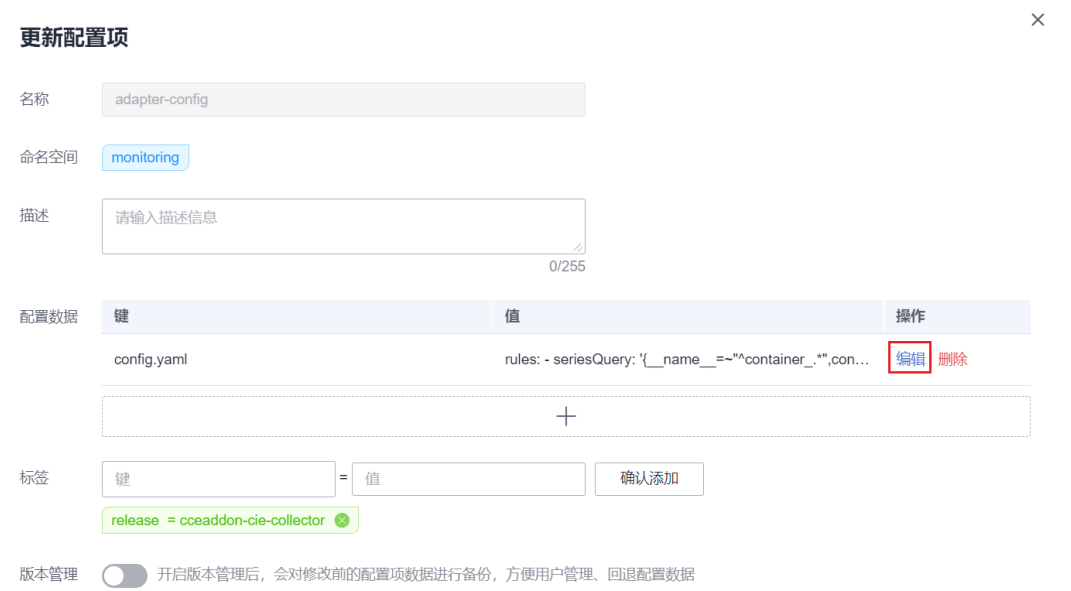 更新配置项
名称 adapter-config
命名空间 monitoring
描述 请输入描述信息
0/255
配置数据 键 值 操作
config.yaml rules: - seriesQuery: '{__name__=~"^container_.*",con... 编辑 删除
标签 键 = 值 确认添加
release = cceaddon-cie-collector
版本管理 开启版本管理后，会对修改前的配置项数据进行备份，方便用户管理、回退配置数据